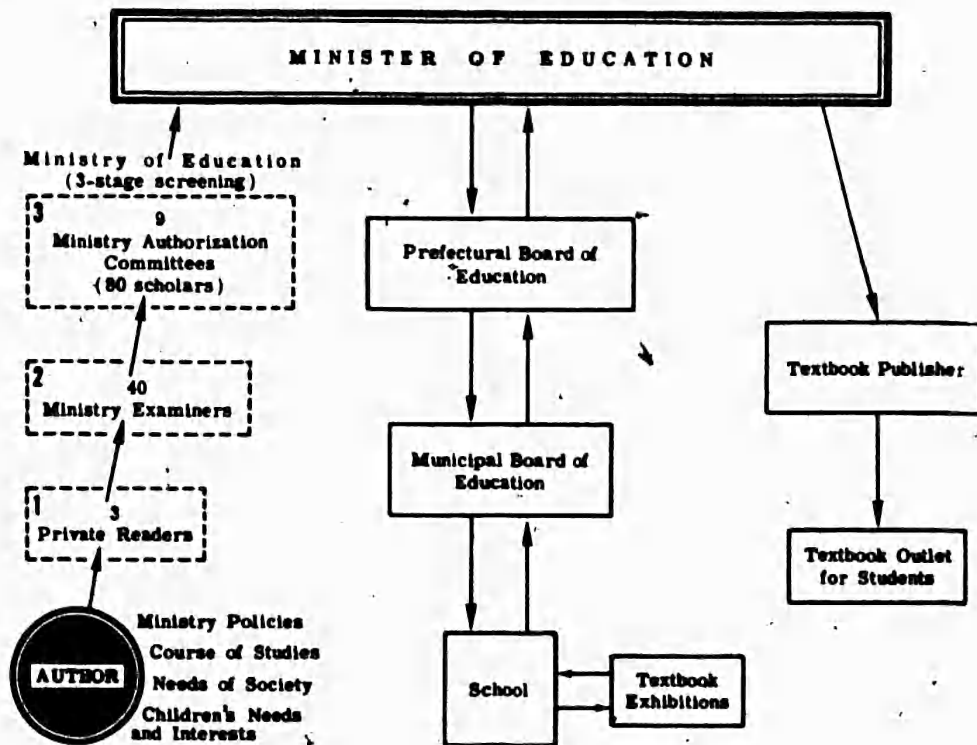 MINISTER OF EDUCATION
Ministry of Education
(3-stage screening)
3
9
Ministry Authorization
Committees
(80 scholars)
2
40
Ministry Examiners
1
3
Private Readers
AUTHOR
Ministry Policies
Course of Studies
Needs of Society
Children's Needs
and Interests
Prefectural Board of
Education
Municipal Board of
Education
School
Textbook
Exhibitions
Textbook Publisher
Textbook Outlet
for Students